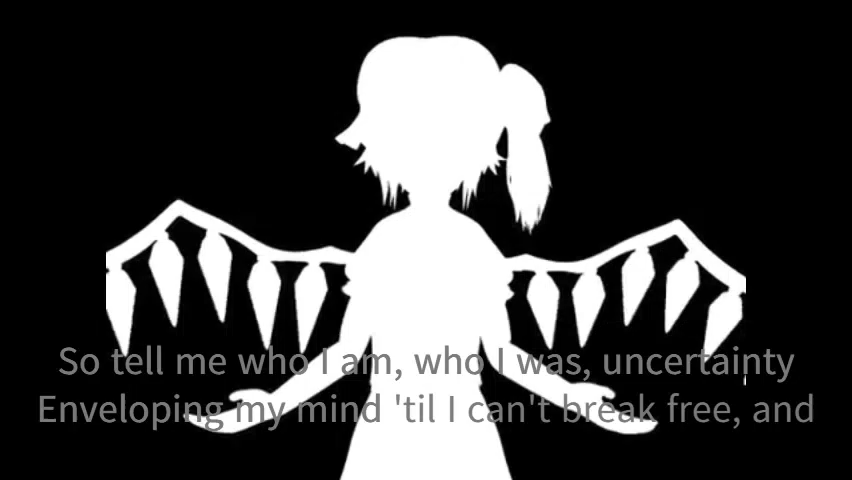 So tell me who I am, who I was, uncertainty
Enveloping my mind 'til I can't break free, and